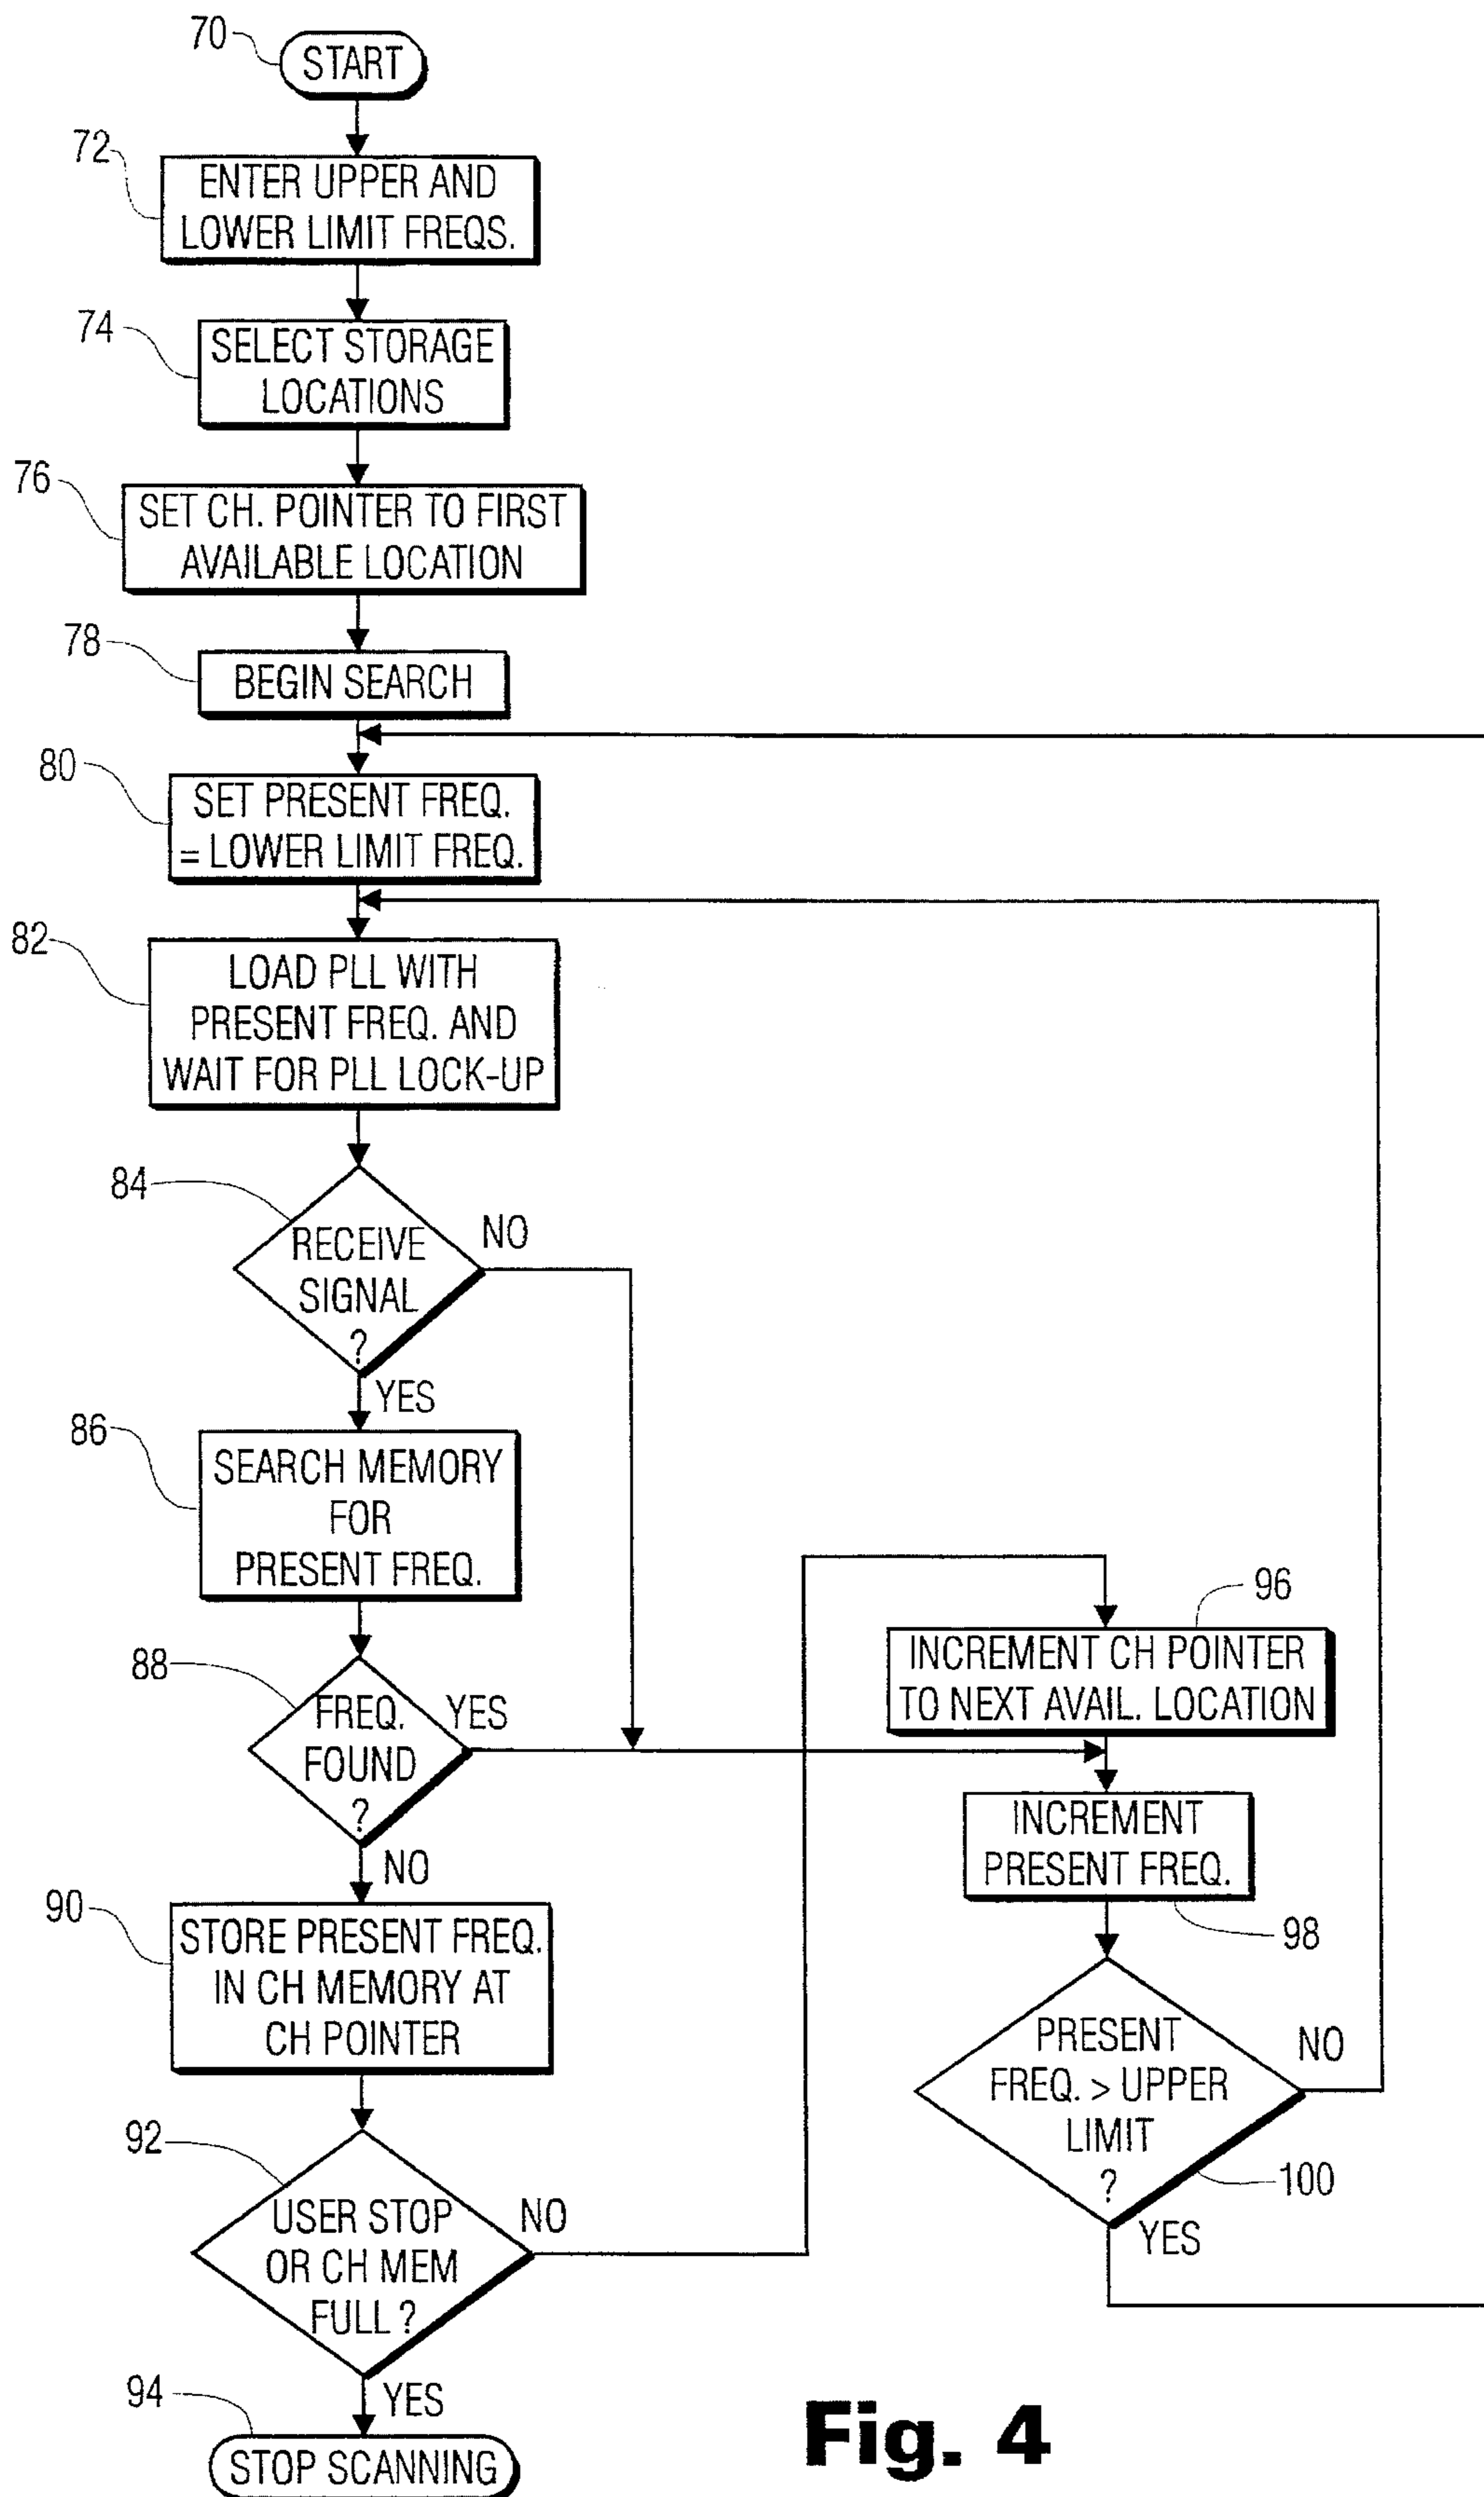 70
START
72
ENTER UPPER AND
LOWER LIMIT FREQS.
74
SELECT STORAGE
LOCATIONS
76
SET CH. POINTER TO FIRST
AVAILABLE LOCATION
78
BEGIN SEARCH
80
SET PRESENT FREQ.
= LOWER LIMIT FREQ.
82
LOAD PLL WITH
PRESENT FREQ. AND
WAIT FOR PLL LOCK-UP
84
RECEIVE
SIGNAL
?
NO
YES
86
SEARCH MEMORY
FOR
PRESENT FREQ.
88
FREQ.
FOUND
?
YES
NO
90
STORE PRESENT FREQ.
IN CH MEMORY AT
CH POINTER
92
USER STOP
OR CH MEM
FULL ?
NO
YES
94
STOP SCANNING
96
INCREMENT CH POINTER
TO NEXT AVAIL. LOCATION
INCREMENT
PRESENT FREQ.
98
PRESENT
FREQ. > UPPER
LIMIT
?
NO
100
YES
Fig. 4